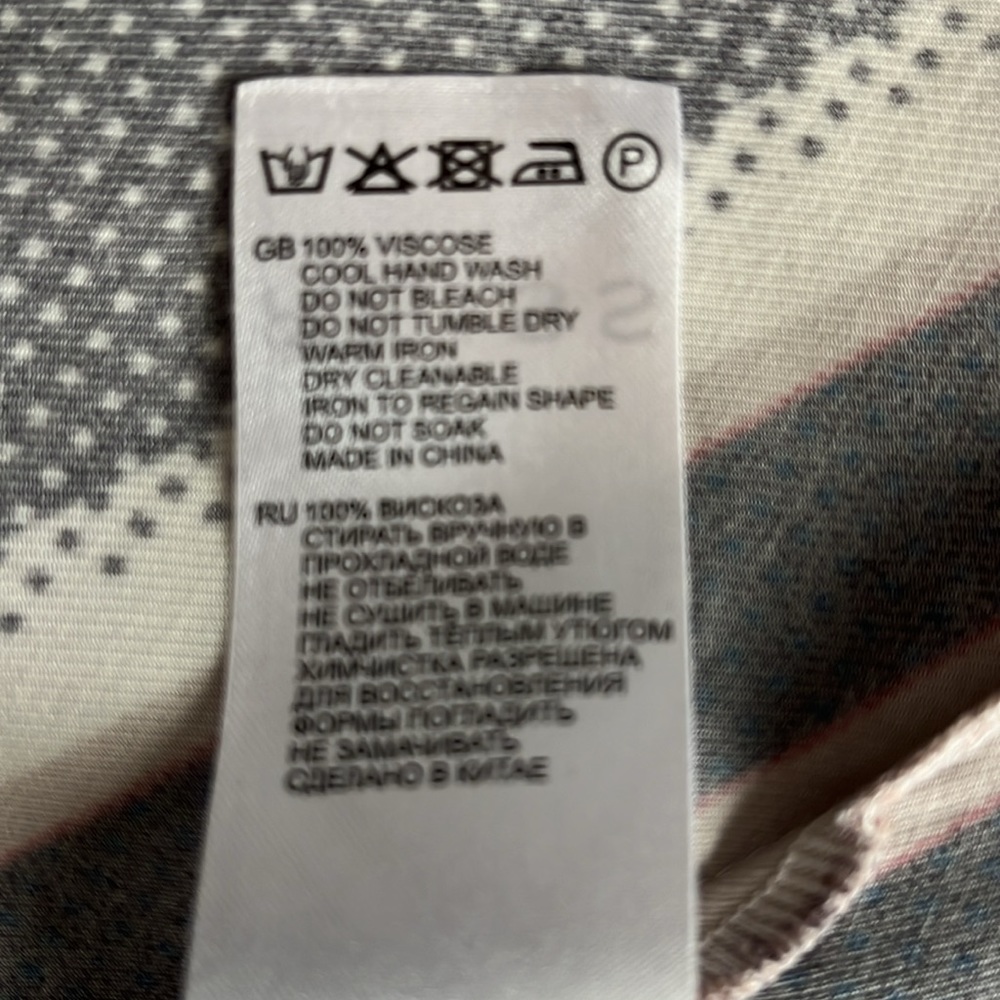 P
GB 100% VISCOSE
COOL HAND WASH
DO NOT BLEACH
DO NOT TUMBLE DRY
WARM IRON
DRY CLEANABLE
IRON TO REGAIN SHAPE
DO NOT SOAK
MADE IN CHINA
RU 100% ВИСКОЗА
СТИРАТЬ ВРУЧНУЮ В
ПРОХЛАДНОЙ ВОДЕ
НЕ ОТБЕЛИВАТЬ
НЕ СУШИТЬ В МАШИНЕ
ГЛАДИТЬ ТЁПЛЫМ УТЮГОМ
ХИМЧИСТКА РАЗРЕШЕНА
ДЛЯ ВОССТАНОВЛЕНИЯ
ФОРМЫ ПОГЛАДИТЬ
НЕ ЗАМАЧИВАТЬ
СДЕЛАНО В КИТАЕ